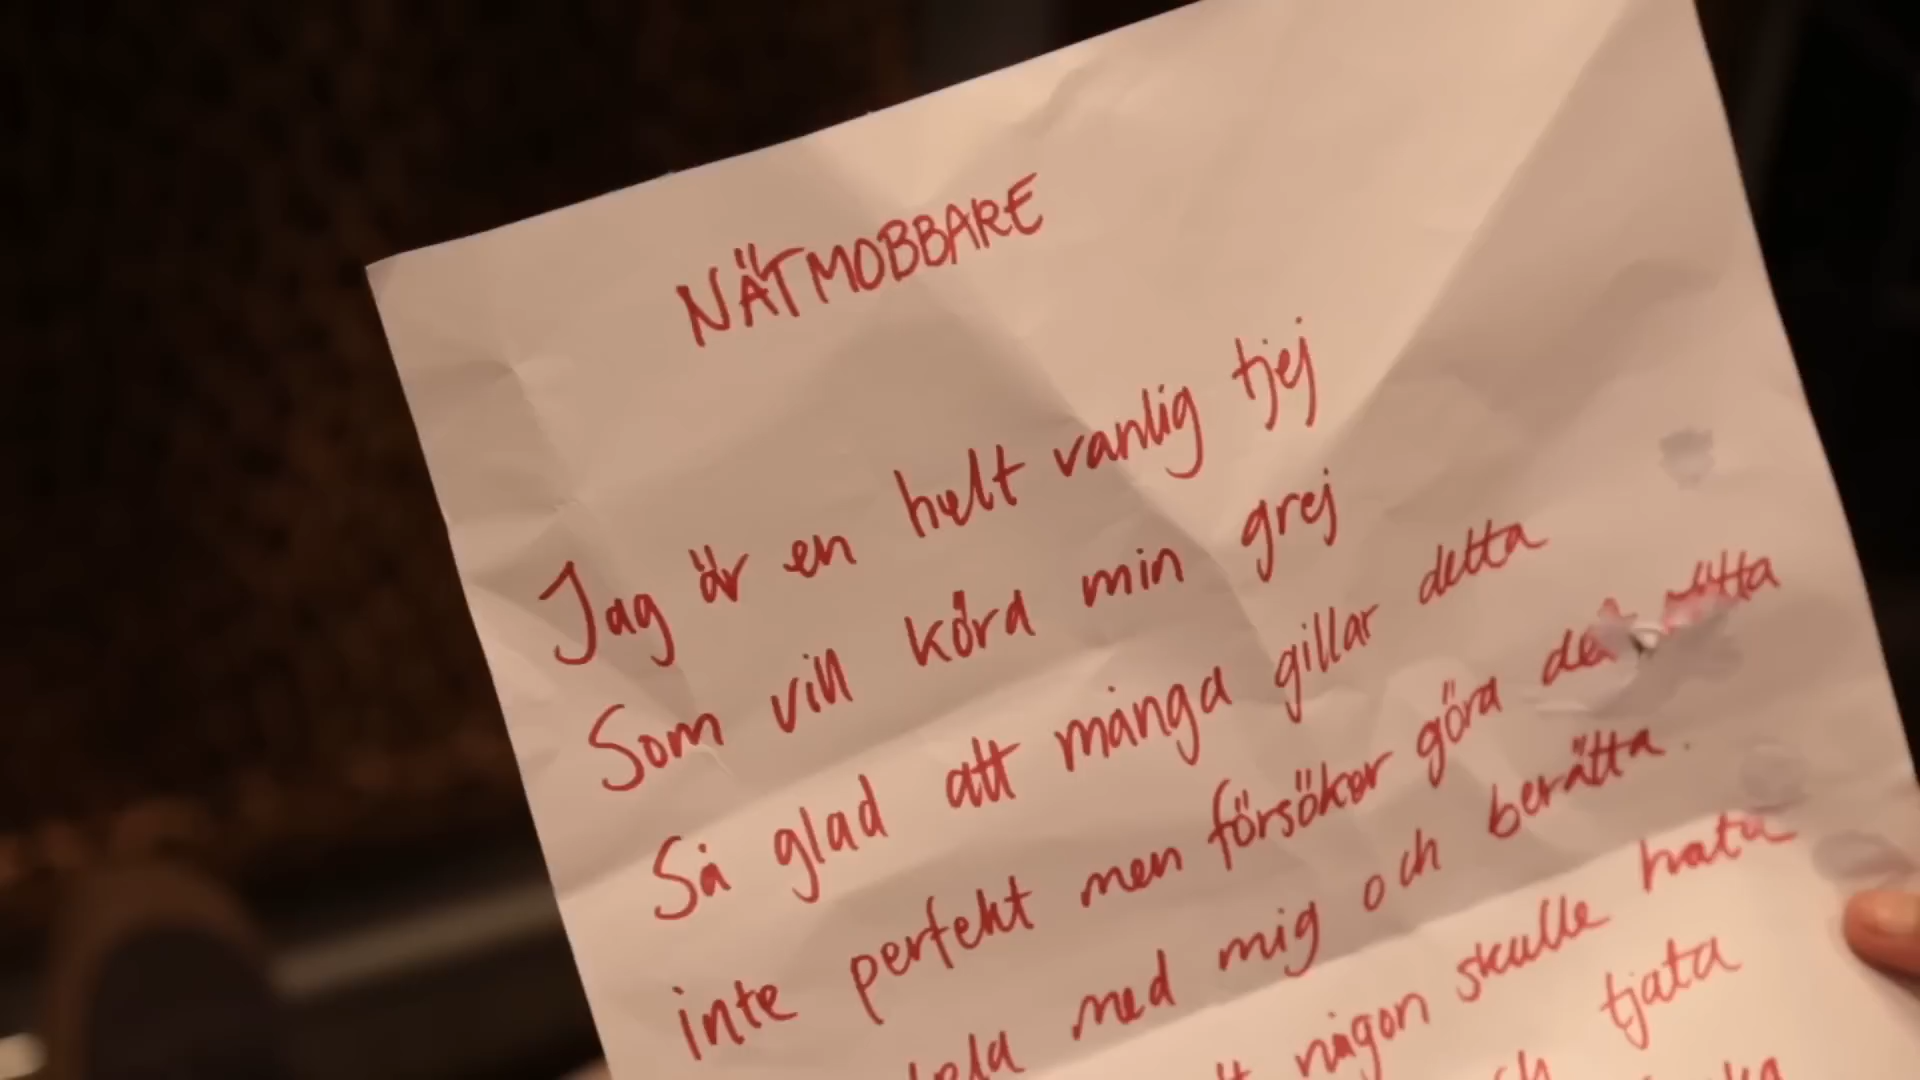 NÄTMOBBARE
Jag är en helt vanlig tjej
Som vill köra min grej
Så glad att många gillar detta
inte perfekt men försöker göra det rätta
med mig och berätta.
någon skulle hata
tjata